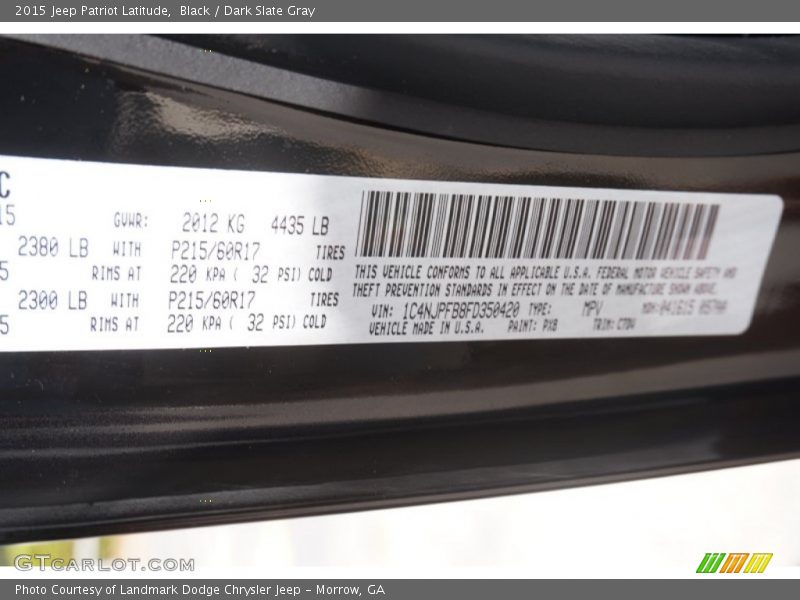 2015 Jeep Patriot Latitude,  Black / Dark Slate Gray
C
15
GVWR: 2012 KG 4435 LB
2380 LB WITH P215/60R17 TIRES
5 RIMS AT 220 KPA ( 32 PSI) COLD
2300 LB WITH P215/60R17 TIRES
5 RIMS AT 220 KPA ( 32 PSI) COLD
THIS VEHICLE CONFORMS TO ALL APPLICABLE U.S.A. FEDERAL MOTOR VEHICLE SAFETY AND
THEFT PREVENTION STANDARDS IN EFFECT ON THE DATE OF MANUFACTURE SHOWN ABOVE.
VIN: 1C4NJPFB8FD350420 TYPE: MPV
VEHICLE MADE IN U.S.A. PAINT: PX8 TRIM:
GTCARLOT.COM
Photo Courtesy of Landmark Dodge Chrysler Jeep - Morrow, GA